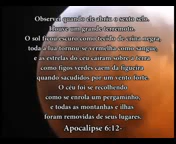 Observei quando ele abriu o sexto selo.
Houve um grande terremoto.
O sol ficou escuro como tecido de crina negra,
toda a lua tornou-se vermelha como sangue,
e as estrelas do céu caíram sobre a terra
como figos verdes caem da figueira
quando sacudidos por um vento forte.
O céu foi se recolhendo
como se enrola um pergaminho,
e todas as montanhas e ilhas
foram removidas de seus lugares.
Apocalipse 6:12-